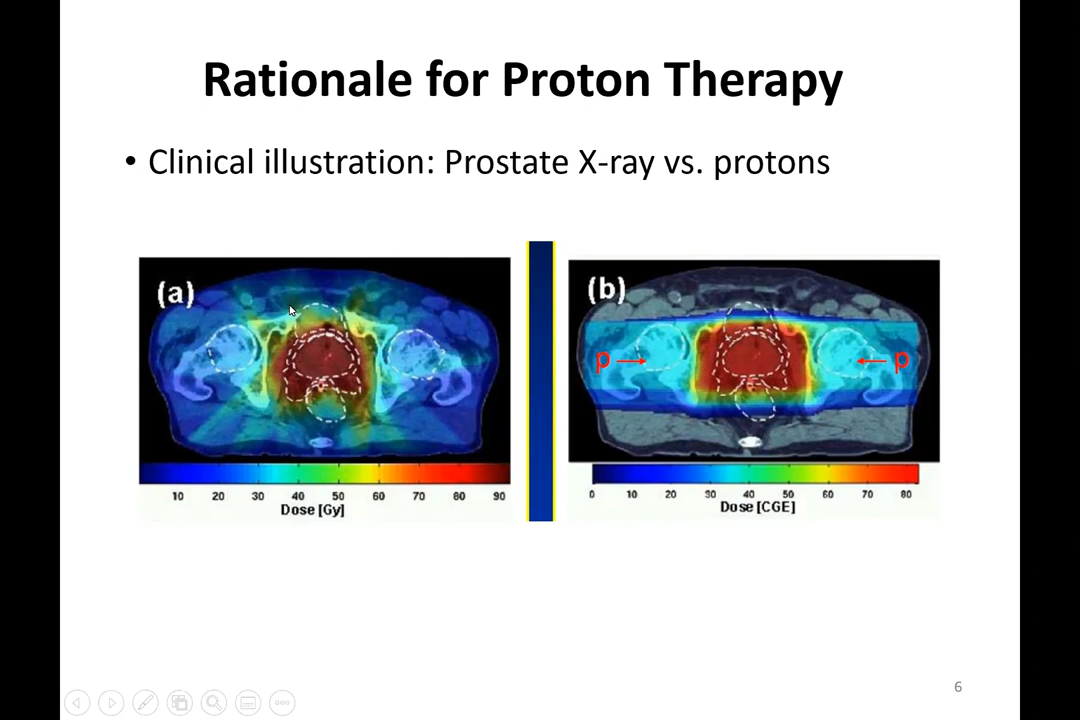 Rationale for Proton Therapy
• Clinical illustration: Prostate X-ray vs. protons
(a)
10 20 30 40 50 60 70 80 90
Dose [Gy]
(b)
p p
0 10 20 30 40 50 60 70 80
Dose [CGE]
6